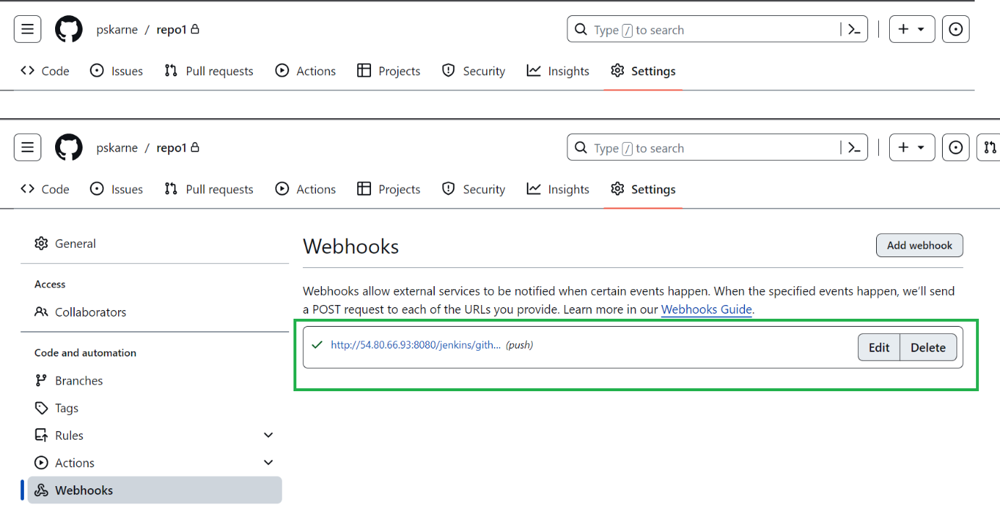 pskarne / repo1
Type / to search
Code Issues Pull requests Actions Projects Security Insights Settings
pskarne / repo1
Type / to search
Code Issues Pull requests Actions Projects Security Insights Settings
General
Access
Collaborators
Code and automation
Branches
Tags
Rules
Actions
Webhooks
Webhooks
Add webhook
Webhooks allow external services to be notified when certain events happen. When the specified events happen, we'll send
a POST request to each of the URLs you provide. Learn more in our Webhooks Guide.
http://54.80.66.93:8080/jenkins/gith... (push)
Edit Delete